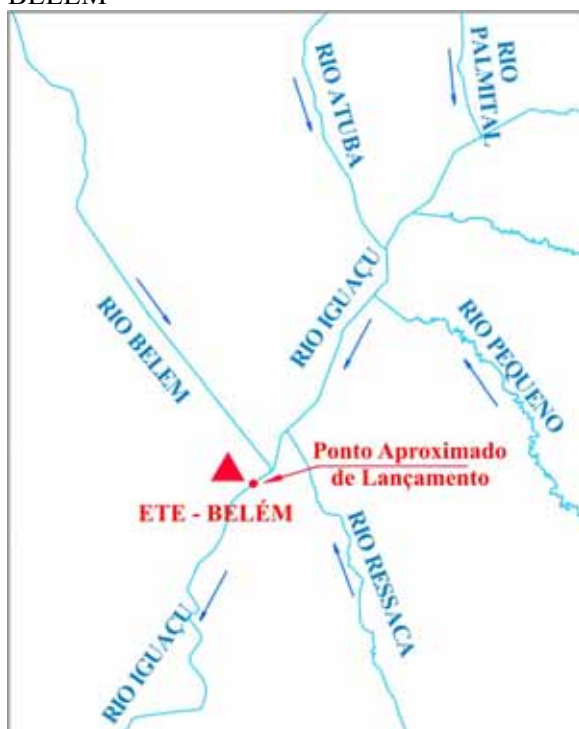 BELÉM
RIO ATUBA
RIO
PALMITAL
RIO IGUAÇU
RIO BELEM
RIO PEQUENO
Ponto Aproximado
de Lançamento
ETE - BELÉM
RIO RESSACA
RIO IGUAÇU